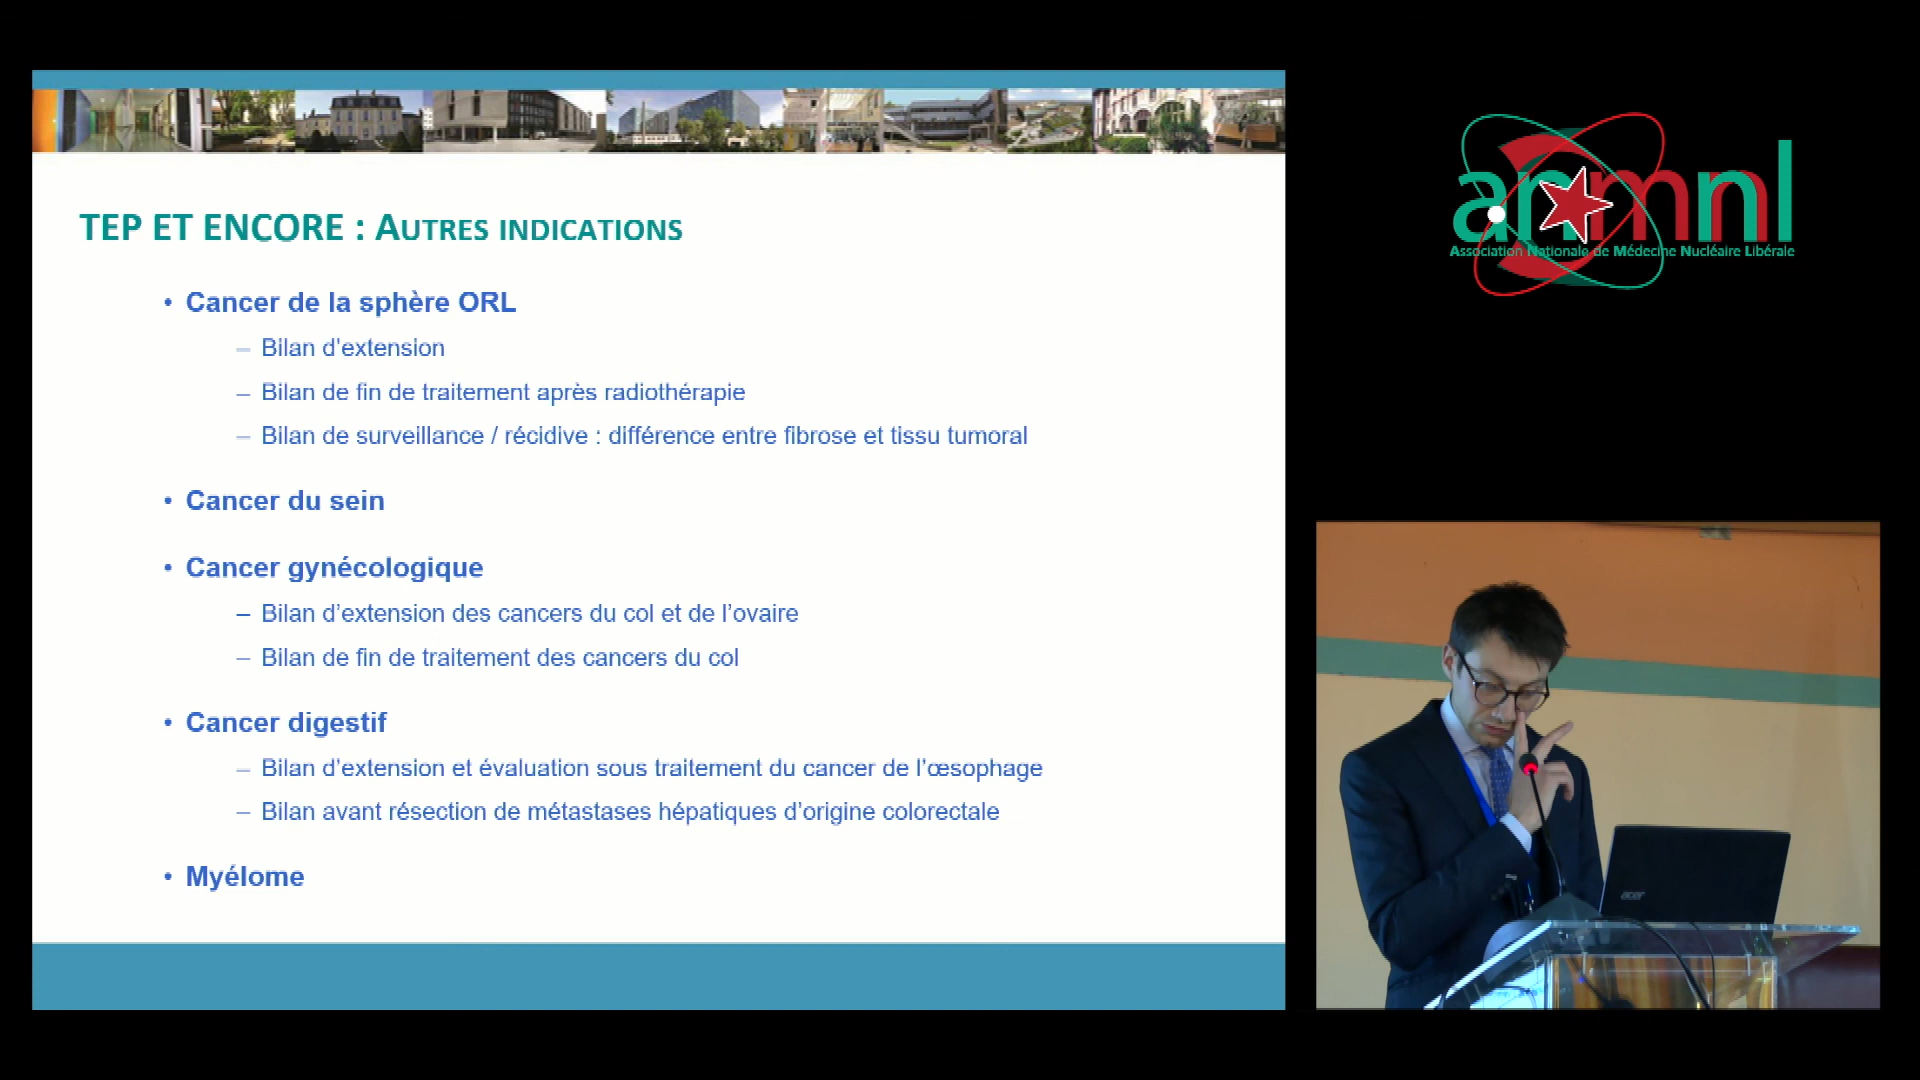 TEP ET ENCORE : AUTRES INDICATIONS
• Cancer de la sphère ORL
– Bilan d'extension
– Bilan de fin de traitement après radiothérapie
– Bilan de surveillance / récidive : différence entre fibrose et tissu tumoral
• Cancer du sein
• Cancer gynécologique
– Bilan d'extension des cancers du col et de l'ovaire
– Bilan de fin de traitement des cancers du col
• Cancer digestif
– Bilan d'extension et évaluation sous traitement du cancer de l'œsophage
– Bilan avant résection de métastases hépatiques d'origine colorectale
• Myélome
anmnl
Association Nationale de Médecine Nucléaire Libérale
acer